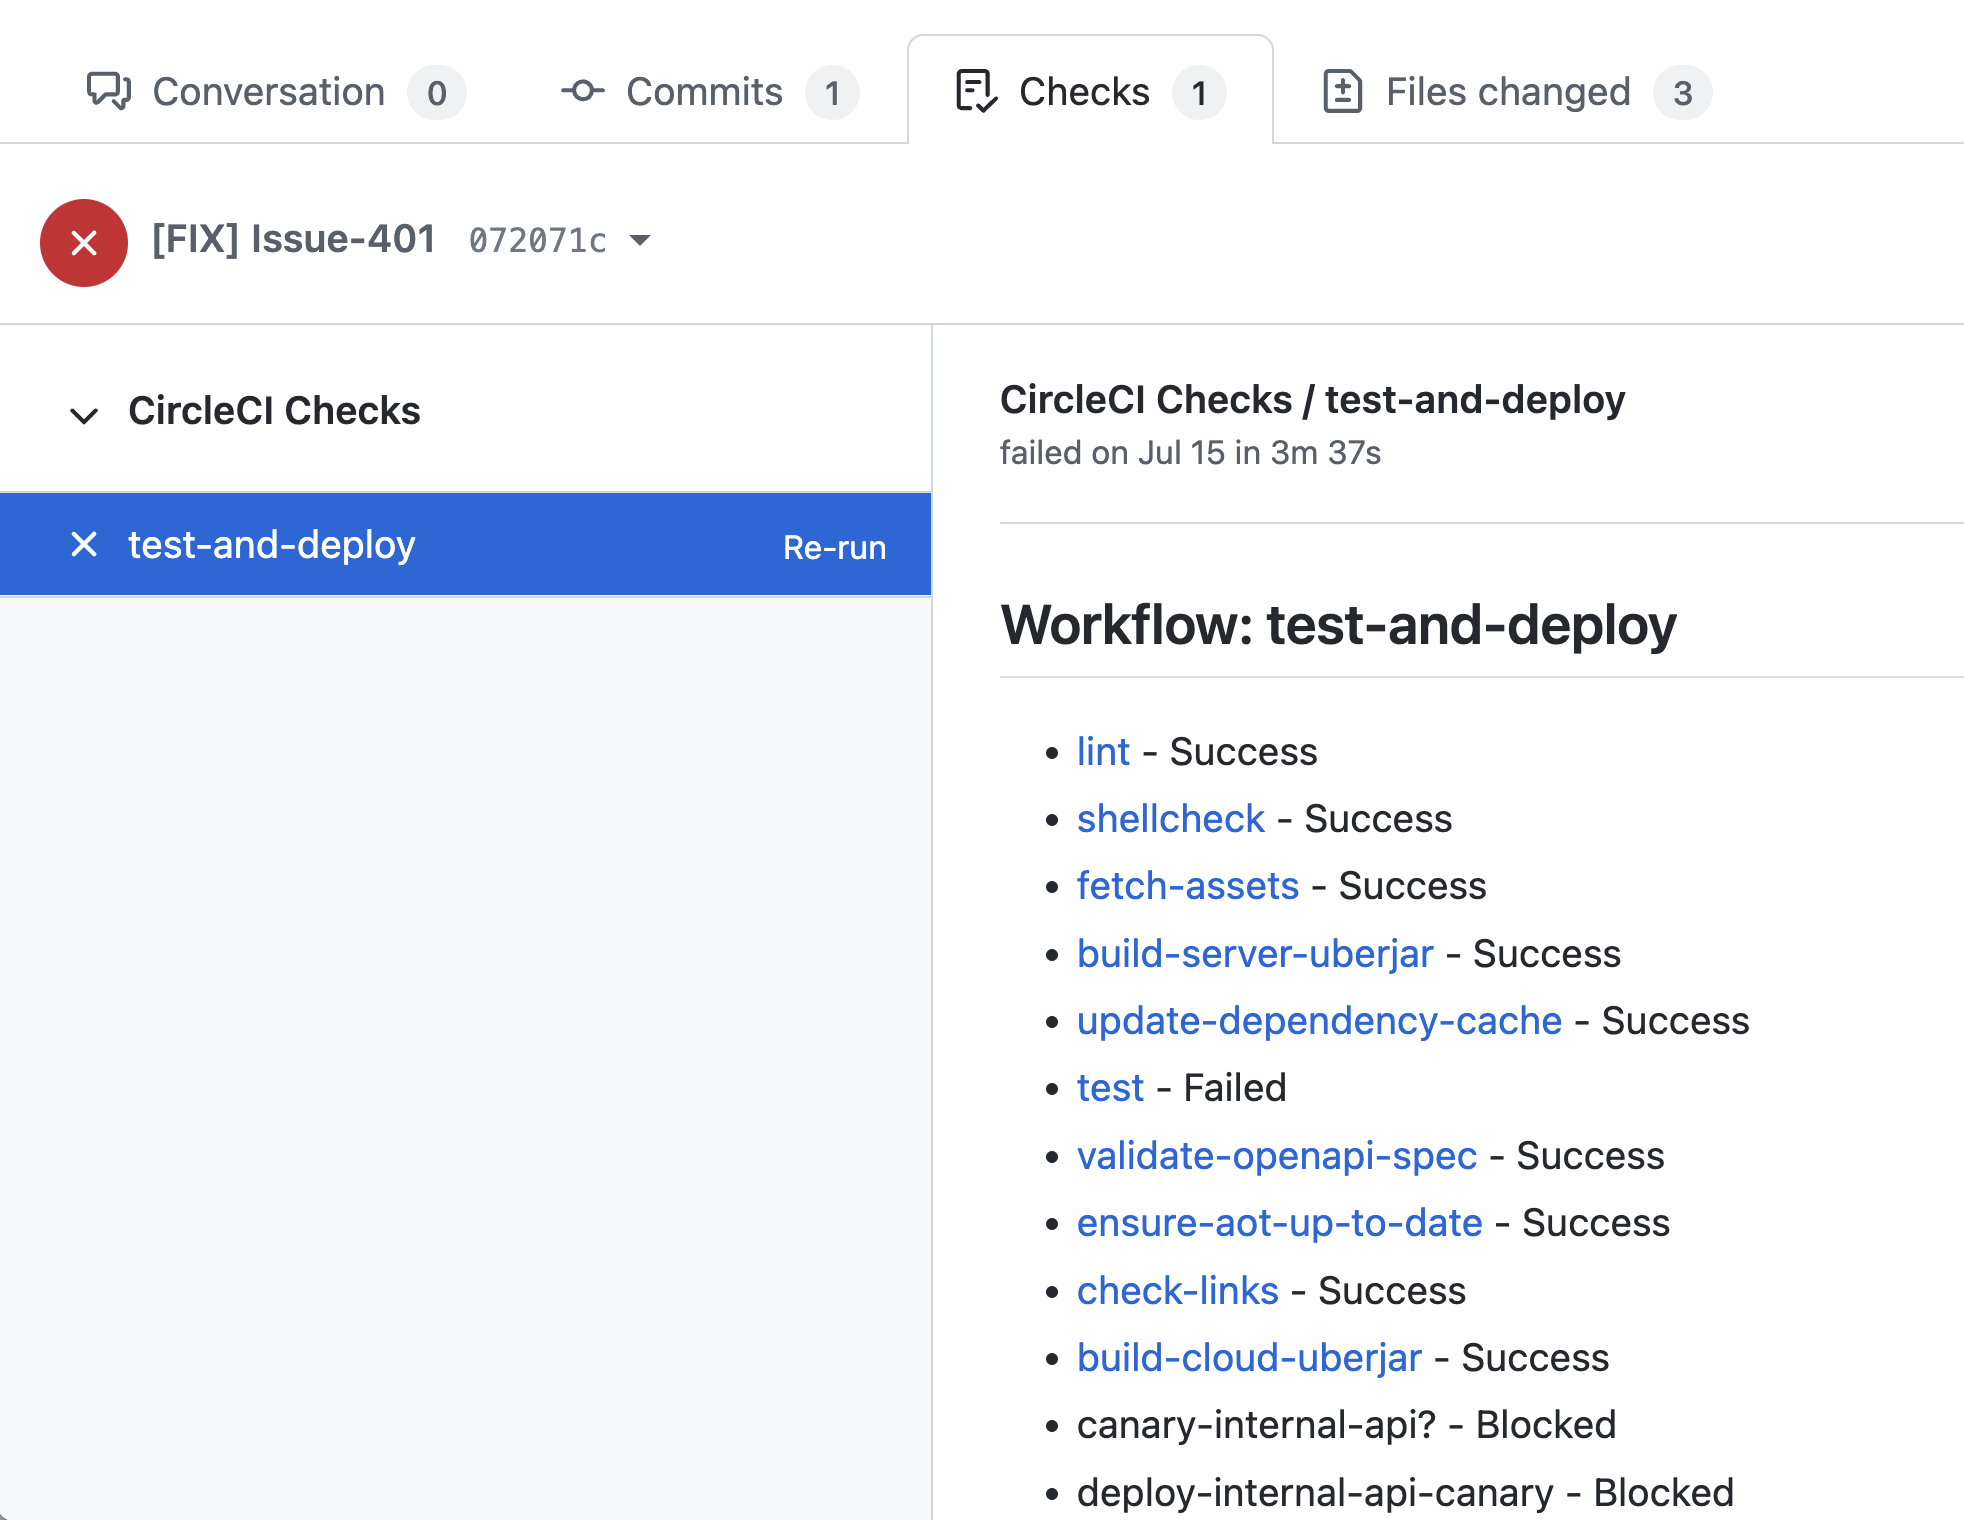 Conversation 0 Commits 1 Checks 1 Files changed 3
[FIX] Issue-401 072071c
CircleCI Checks
test-and-deploy Re-run
CircleCI Checks / test-and-deploy
failed on Jul 15 in 3m 37s
Workflow: test-and-deploy
• lint - Success
• shellcheck - Success
• fetch-assets - Success
• build-server-uberjar - Success
• update-dependency-cache - Success
• test - Failed
• validate-openapi-spec - Success
• ensure-aot-up-to-date - Success
• check-links - Success
• build-cloud-uberjar - Success
• canary-internal-api? - Blocked
• deploy-internal-api-canary - Blocked